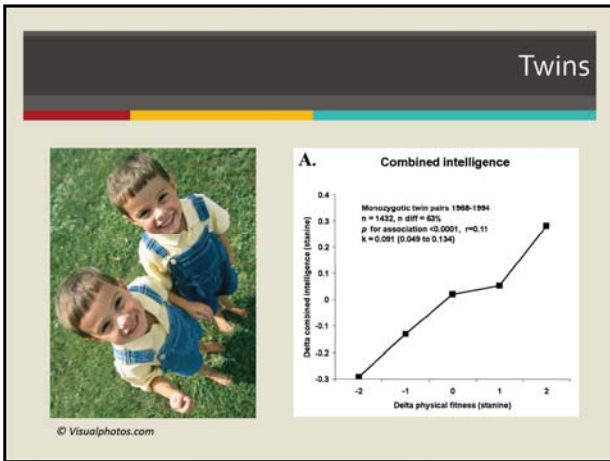 Twins
A.
Combined intelligence
Monozygotic twin pairs 1968-1994
n = 1432, n diff = 63%
p for association <0.0001, r=0.11
k = 0.091 (0.049 to 0.134)
Delta combined intelligence (stanine)
0.4
0.3
0.2
0.1
0
-0.1
-0.2
-0.3
-2 -1 0 1 2
Delta physical fitness (stanine)
© Visualphotos.com